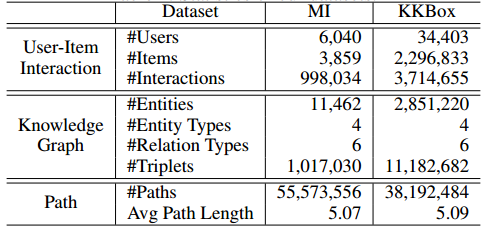 Dataset MI KKBox
User-Item Interaction
#Users 6,040 34,403
#Items 3,859 2,296,833
#Interactions 998,034 3,714,655
Knowledge Graph
#Entities 11,462 2,851,220
#Entity Types 4 4
#Relation Types 6 6
#Triplets 1,017,030 11,182,682
Path
#Paths 55,573,556 38,192,484
Avg Path Length 5.07 5.09